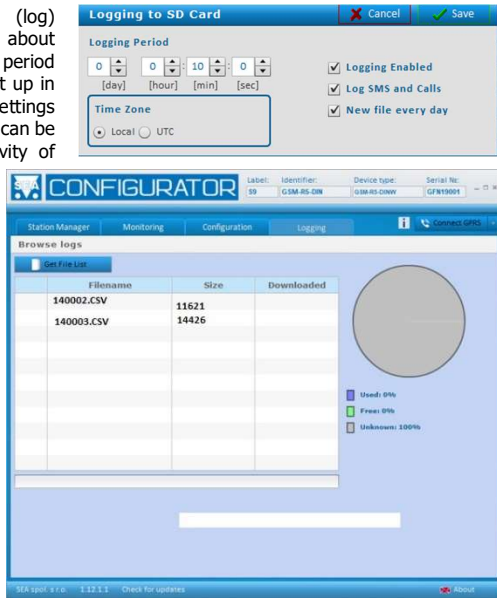 (log)
about
period
t up in
ettings
can be
vity of
Logging to SD Card
Cancel
Save
Logging Period
0 0 : 10 : 0
[day] [hour] [min] [sec]
Time Zone
Local UTC
Logging Enabled
Log SMS and Calls
New file every day
SEA CONFIGURATOR
Label: Identifier: Device type: Serial Nr.:
59 GSM-R5-DIN GSM-R5-DINW GFN19001
Station Manager Monitoring Configuration Logging
i Connect GPRS
Browse logs
Get File List
Filename Size Downloaded
140002.CSV 11621
140003.CSV 14426
Used: 0%
Free: 0%
Unknown: 100%
SEA spol. s r.o. 1.12.1.1 Check for updates
About